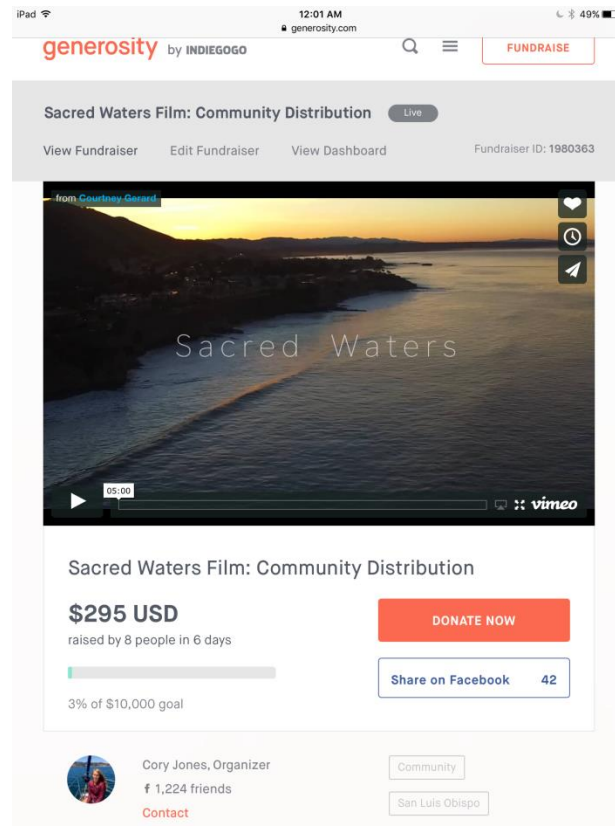 iPad 12:01 AM 49%
generosity.com
generosity by INDIEGOGO FUNDRAISE
Sacred Waters Film: Community Distribution Live
View Fundraiser Edit Fundraiser View Dashboard Fundraiser ID: 1980363
from Courtney Gerard
Sacred Waters
05:00
vimeo
Sacred Waters Film: Community Distribution
$295 USD
DONATE NOW
raised by 8 people in 6 days
Share on Facebook 42
3% of $10,000 goal
Cory Jones, Organizer
Community
f 1,224 friends
Contact
San Luis Obispo